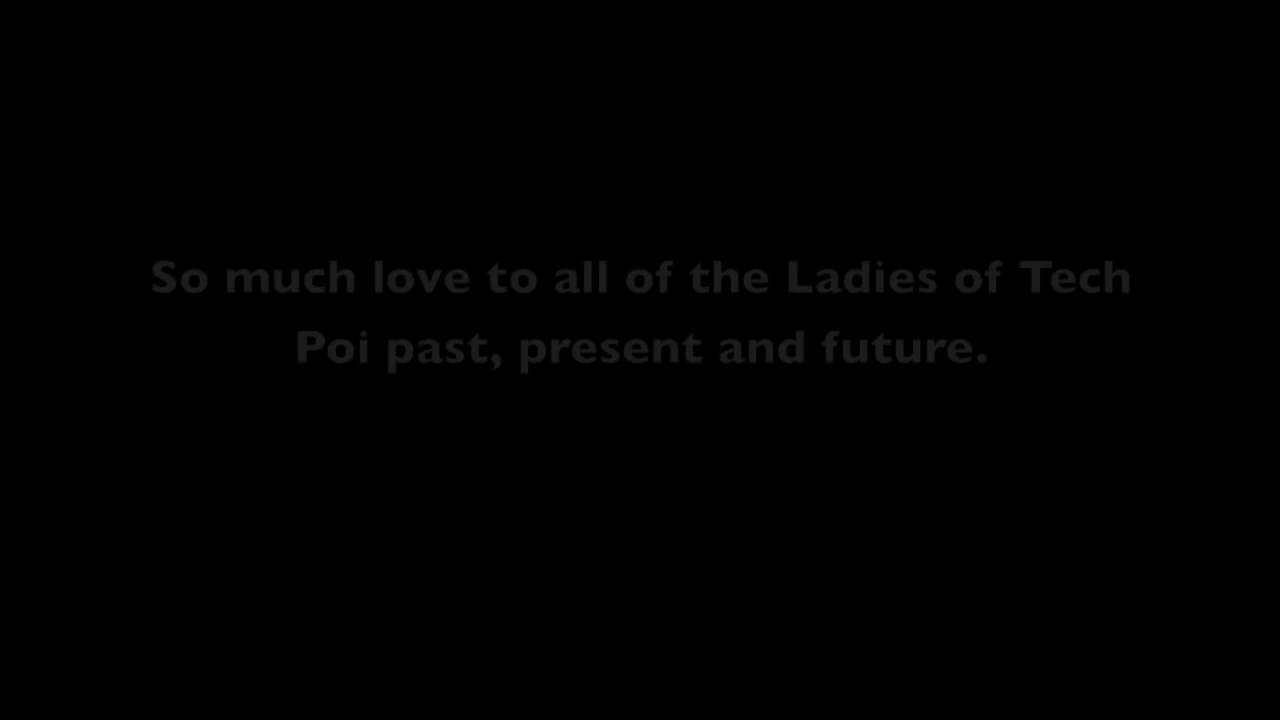 So much love to all of the Ladies of Tech
Poi past, present and future.